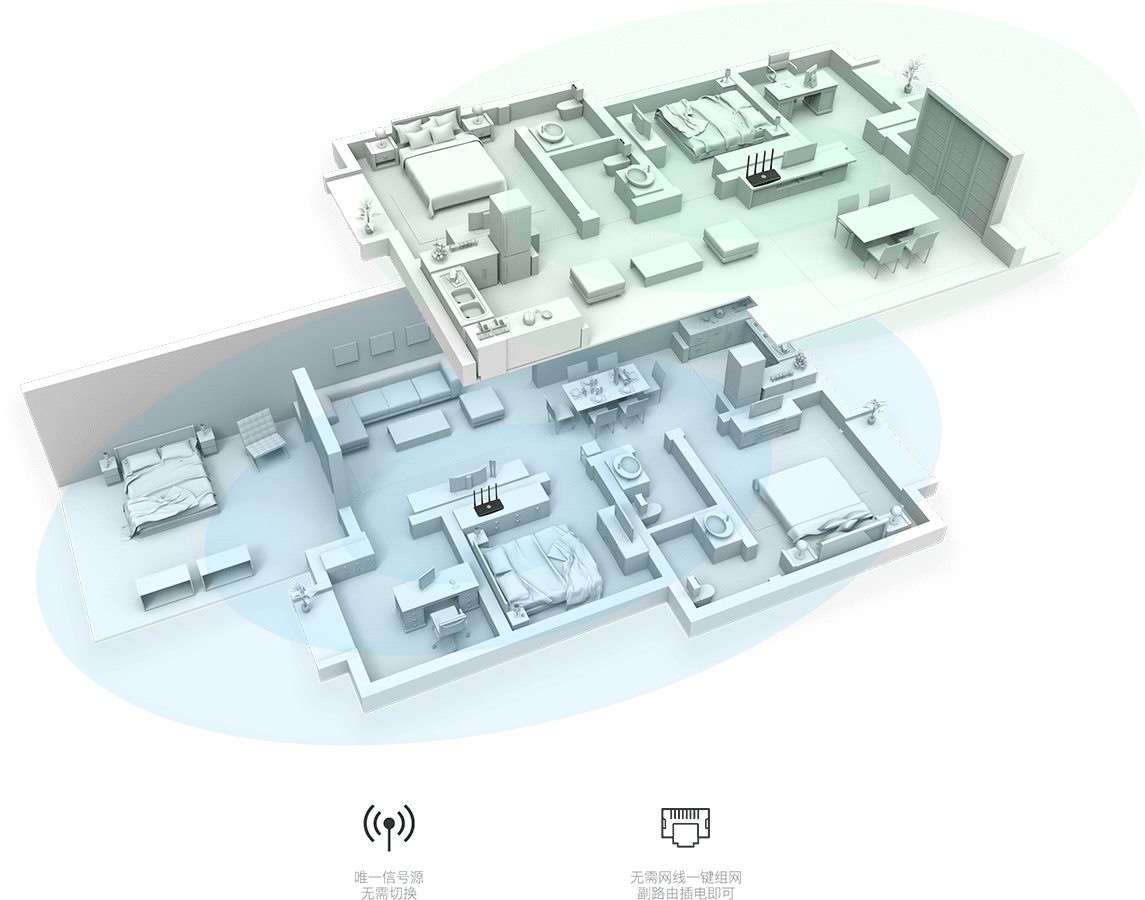 唯一信号源
无需切换
无需网线一键组网
副路由插电即可